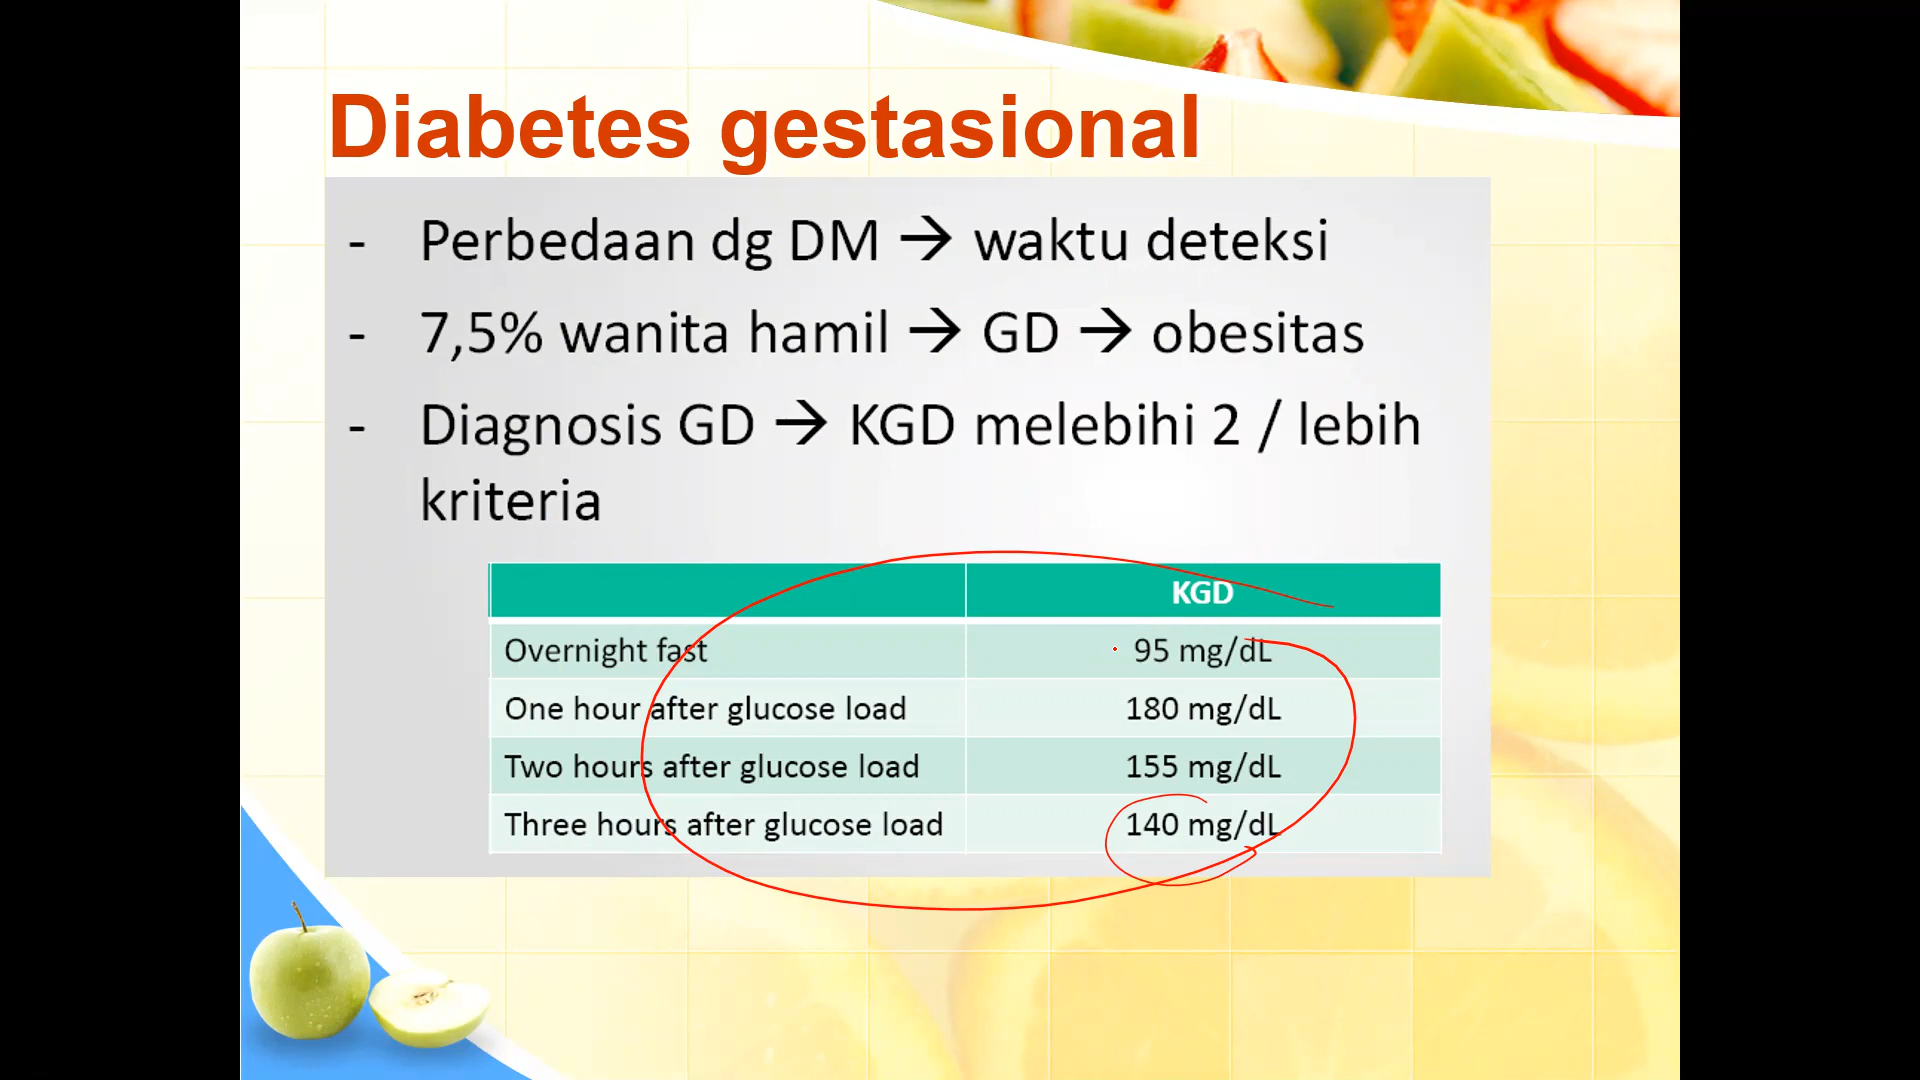 Diabetes gestasional
- Perbedaan dg DM → waktu deteksi
- 7,5% wanita hamil → GD → obesitas
- Diagnosis GD → KGD melebihi 2 / lebih
kriteria
KGD
Overnight fast 95 mg/dL
One hour after glucose load 180 mg/dL
Two hours after glucose load 155 mg/dL
Three hours after glucose load 140 mg/dL